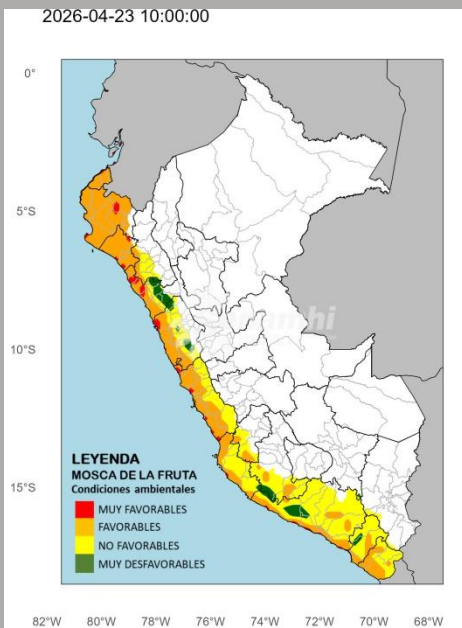 2026-04-23 10:00:00
0°
5°S
10°S
15°S
LEYENDA
MOSCA DE LA FRUTA
Condiciones ambientales
MUY FAVORABLES
FAVORABLES
NO FAVORABLES
MUY DESFAVORABLES
82°W 80°W 78°W 76°W 74°W 72°W 70°W 68°W